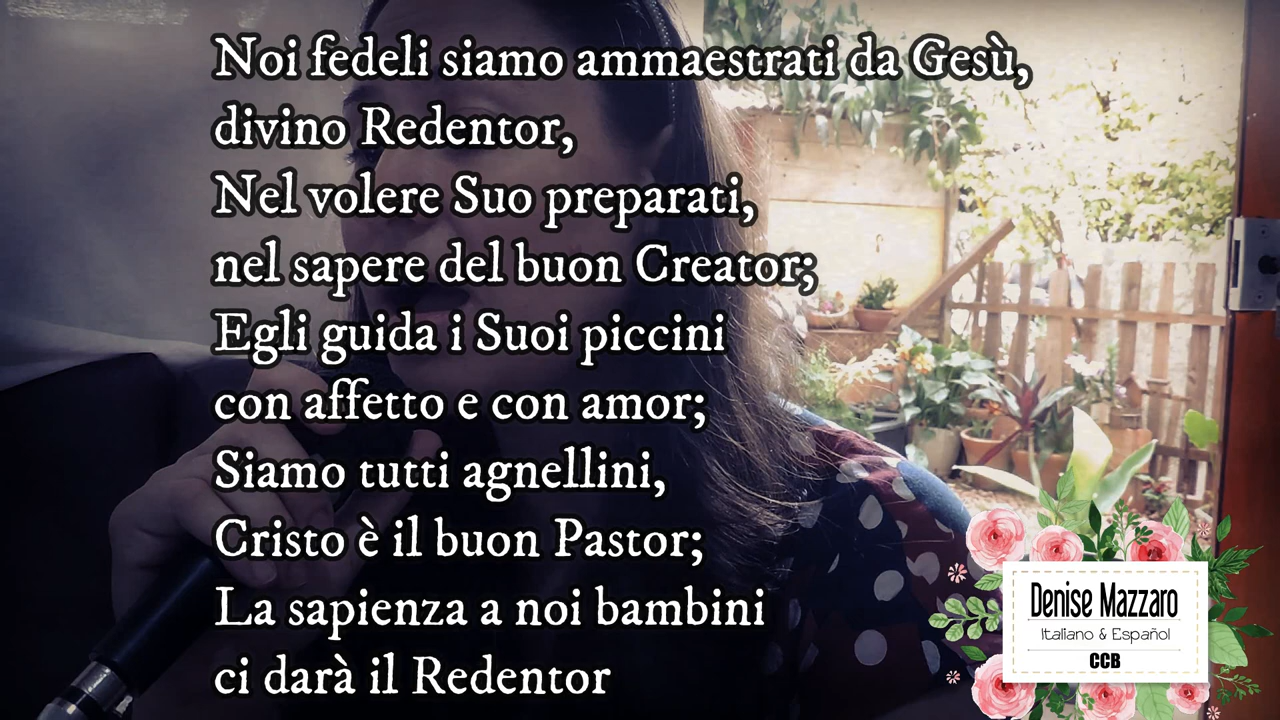 Noi fedeli siamo ammaestrati da Gesù,
divino Redentor,
Nel volere Suo preparati,
nel sapere del buon Creator;
Egli guida i Suoi piccini
con affetto e con amor;
Siamo tutti agnellini,
Cristo è il buon Pastor;
La sapienza a noi bambini
ci darà il Redentor
Denise Mazzaro
Italiano & Español
CCB